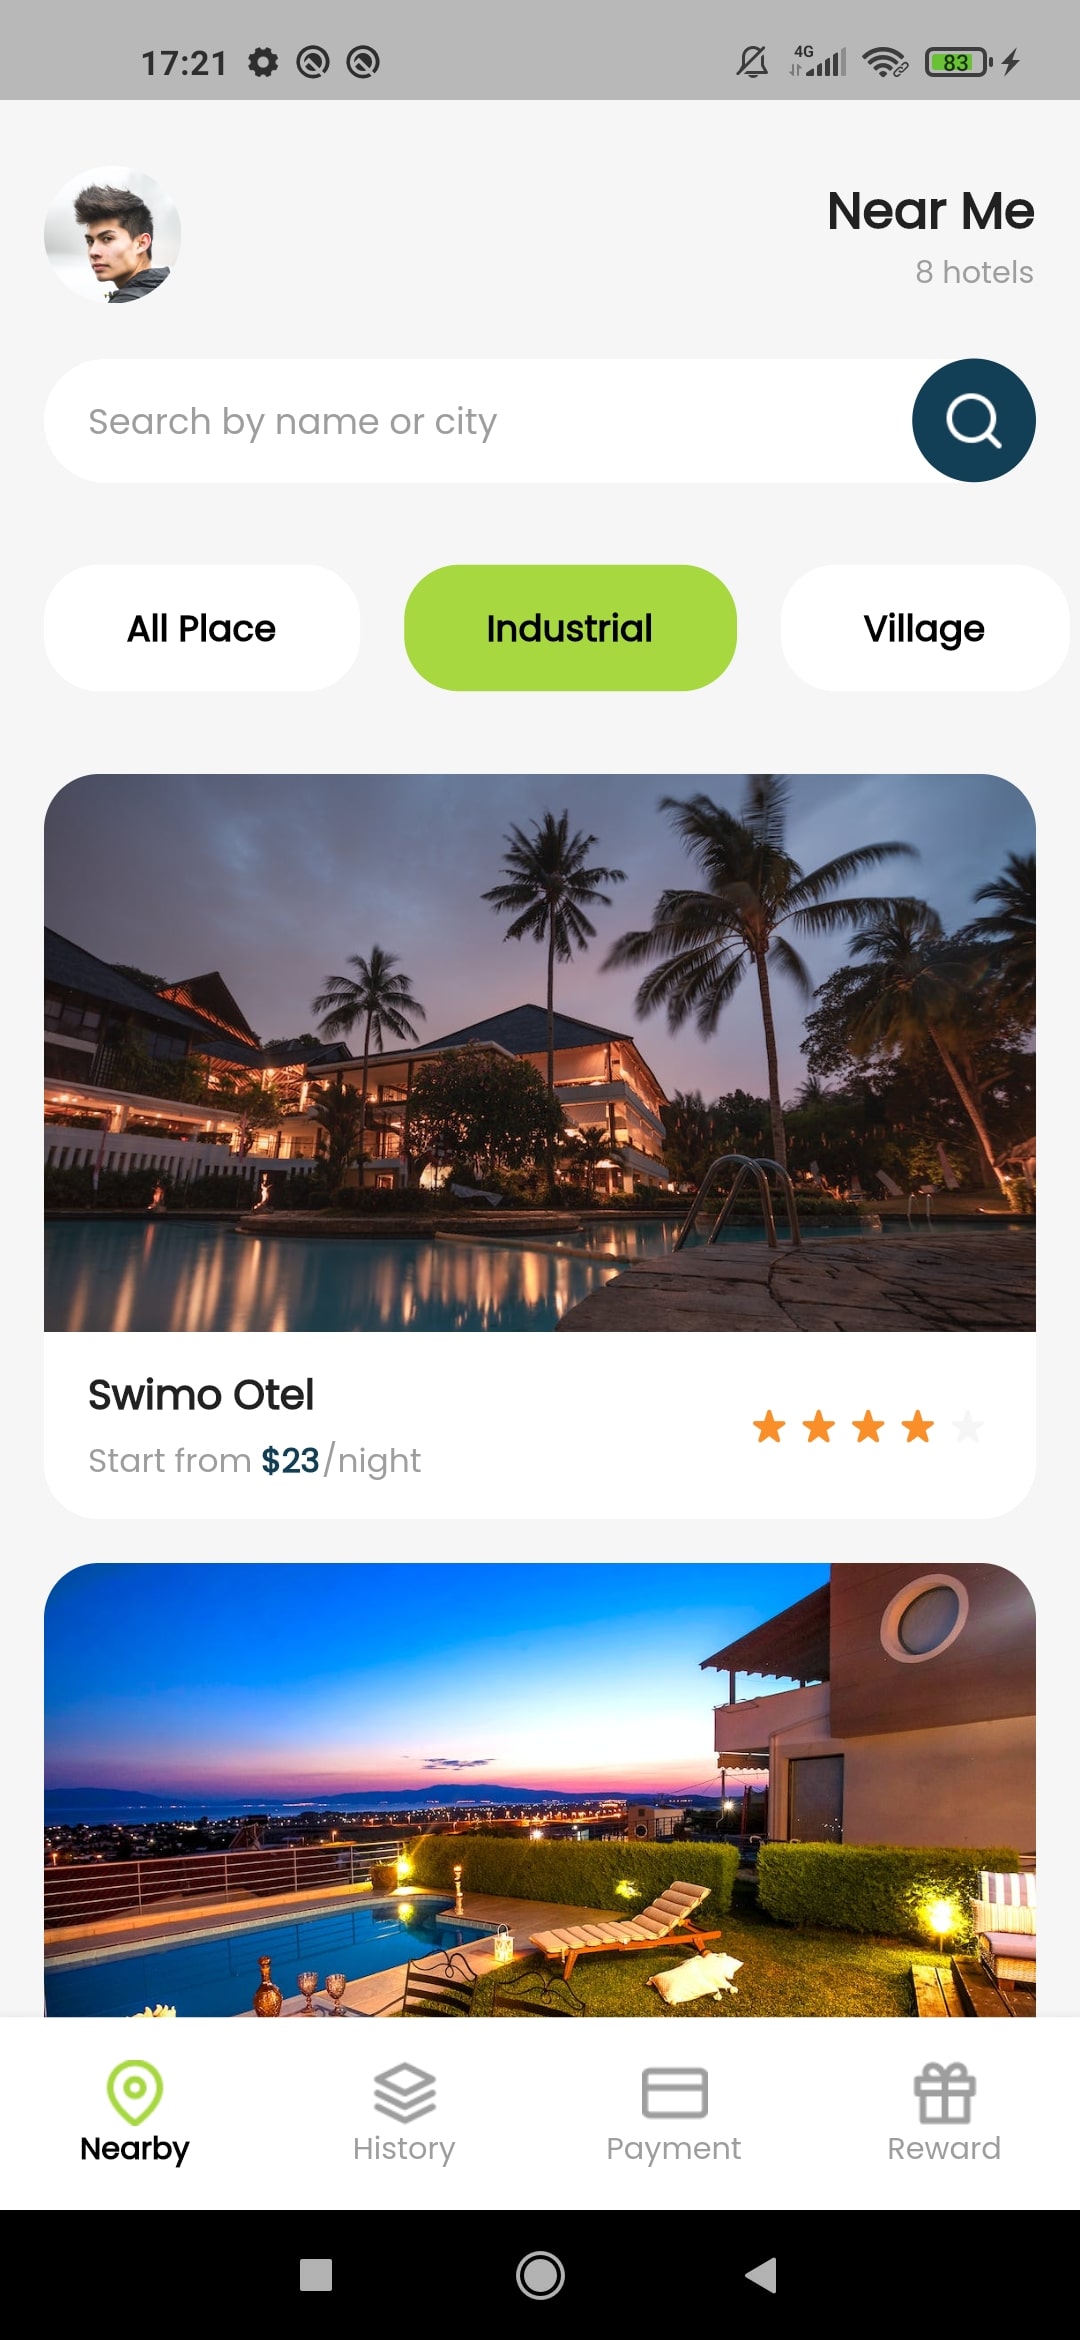 17:21
4G
83
Near Me
8 hotels
Search by name or city
All Place
Industrial
Village
Swimo Otel
Start from $23/night
Nearby
History
Payment
Reward